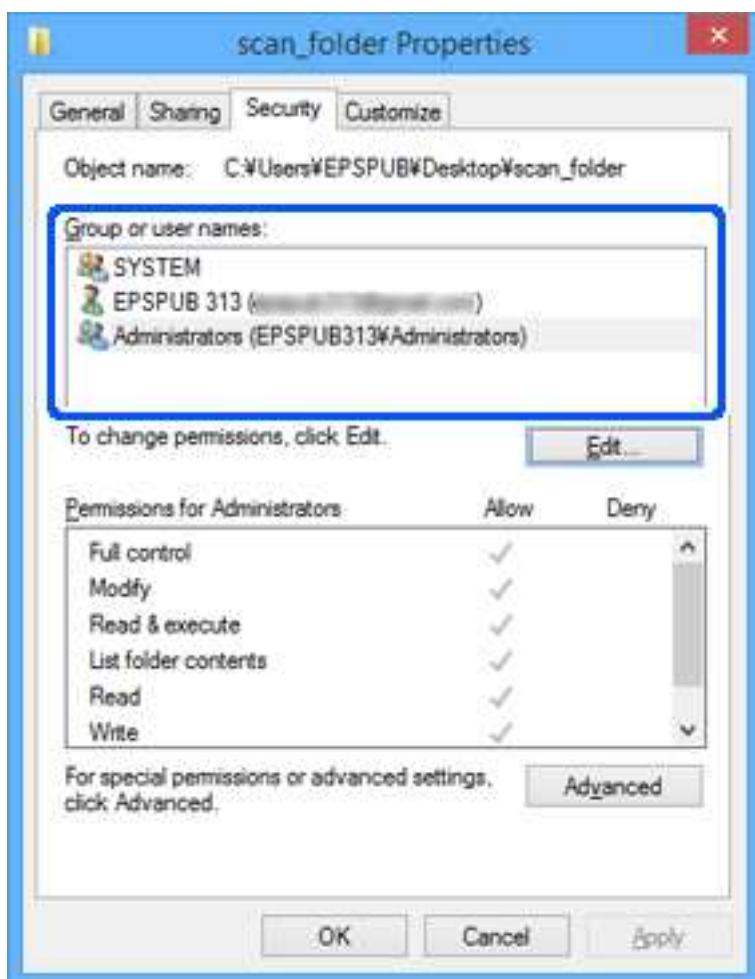 scan_folder Properties
General Sharing Security Customize
Object name: C:¥Users¥EPSPUB¥Desktop¥scan_folder
Group or user names:
SYSTEM
EPSPUB 313 ( )
Administrators (EPSPUB313¥Administrators)
To change permissions, click Edit.
Edit...
Permissions for Administrators Allow Deny
Full control
Modify
Read & execute
List folder contents
Read
Write
For special permissions or advanced settings,
click Advanced.
Advanced
OK Cancel Apply